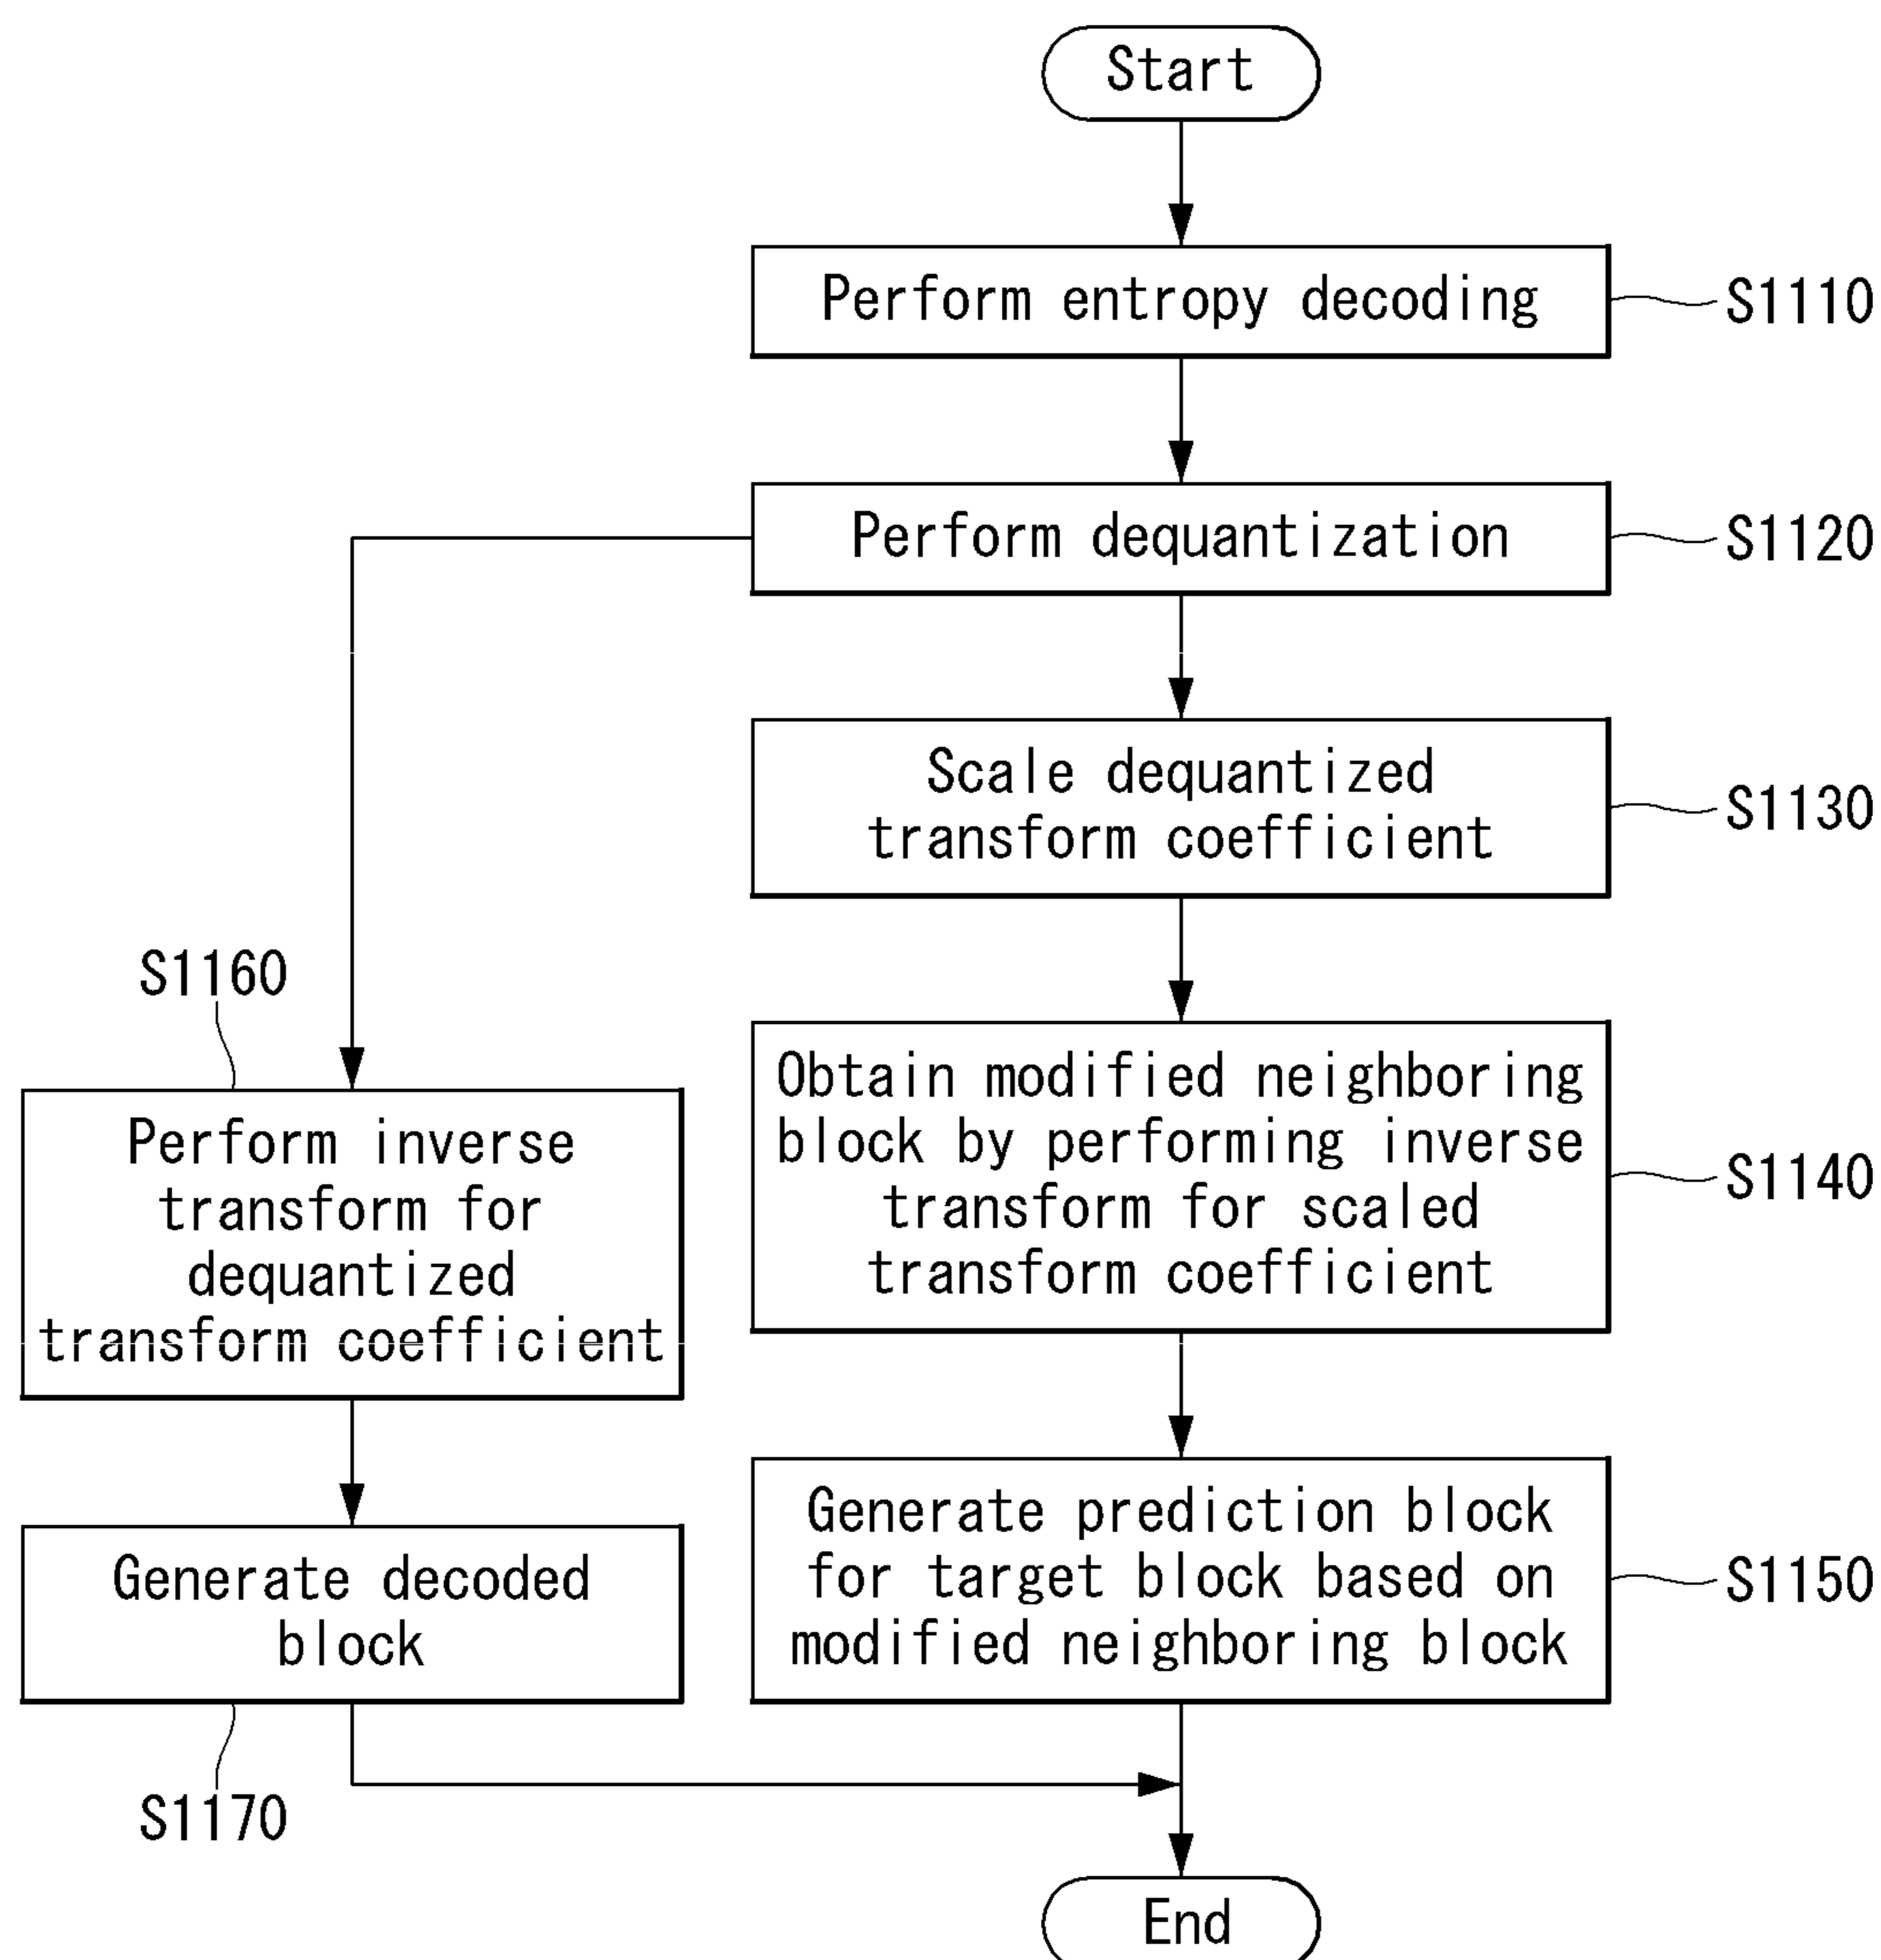 Start
Perform entropy decoding
S1110
Perform dequantization
S1120
Scale dequantized
transform coefficient
S1130
S1160
Obtain modified neighboring
block by performing inverse
transform for scaled
transform coefficient
S1140
Perform inverse
transform for
dequantized
transform coefficient
Generate prediction block
for target block based on
modified neighboring block
S1150
Generate decoded
block
S1170
End